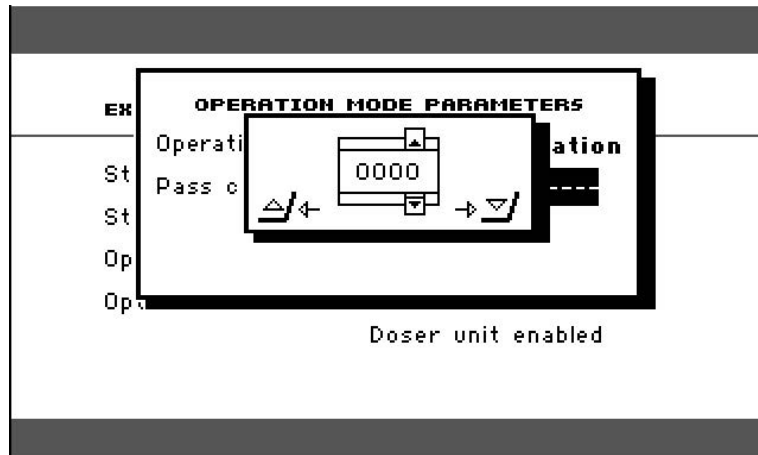 EX
OPERATION MODE PARAMETERS
Operati
ation
0000
St
Pass c
St
Op
Op
Doser unit enabled